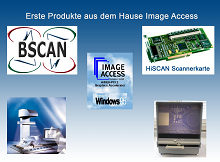 Erste Produkte aus dem Hause Image Access
BSCAN
IMAGE
ACCESS
HiSCAN Scannerkarte
Windows